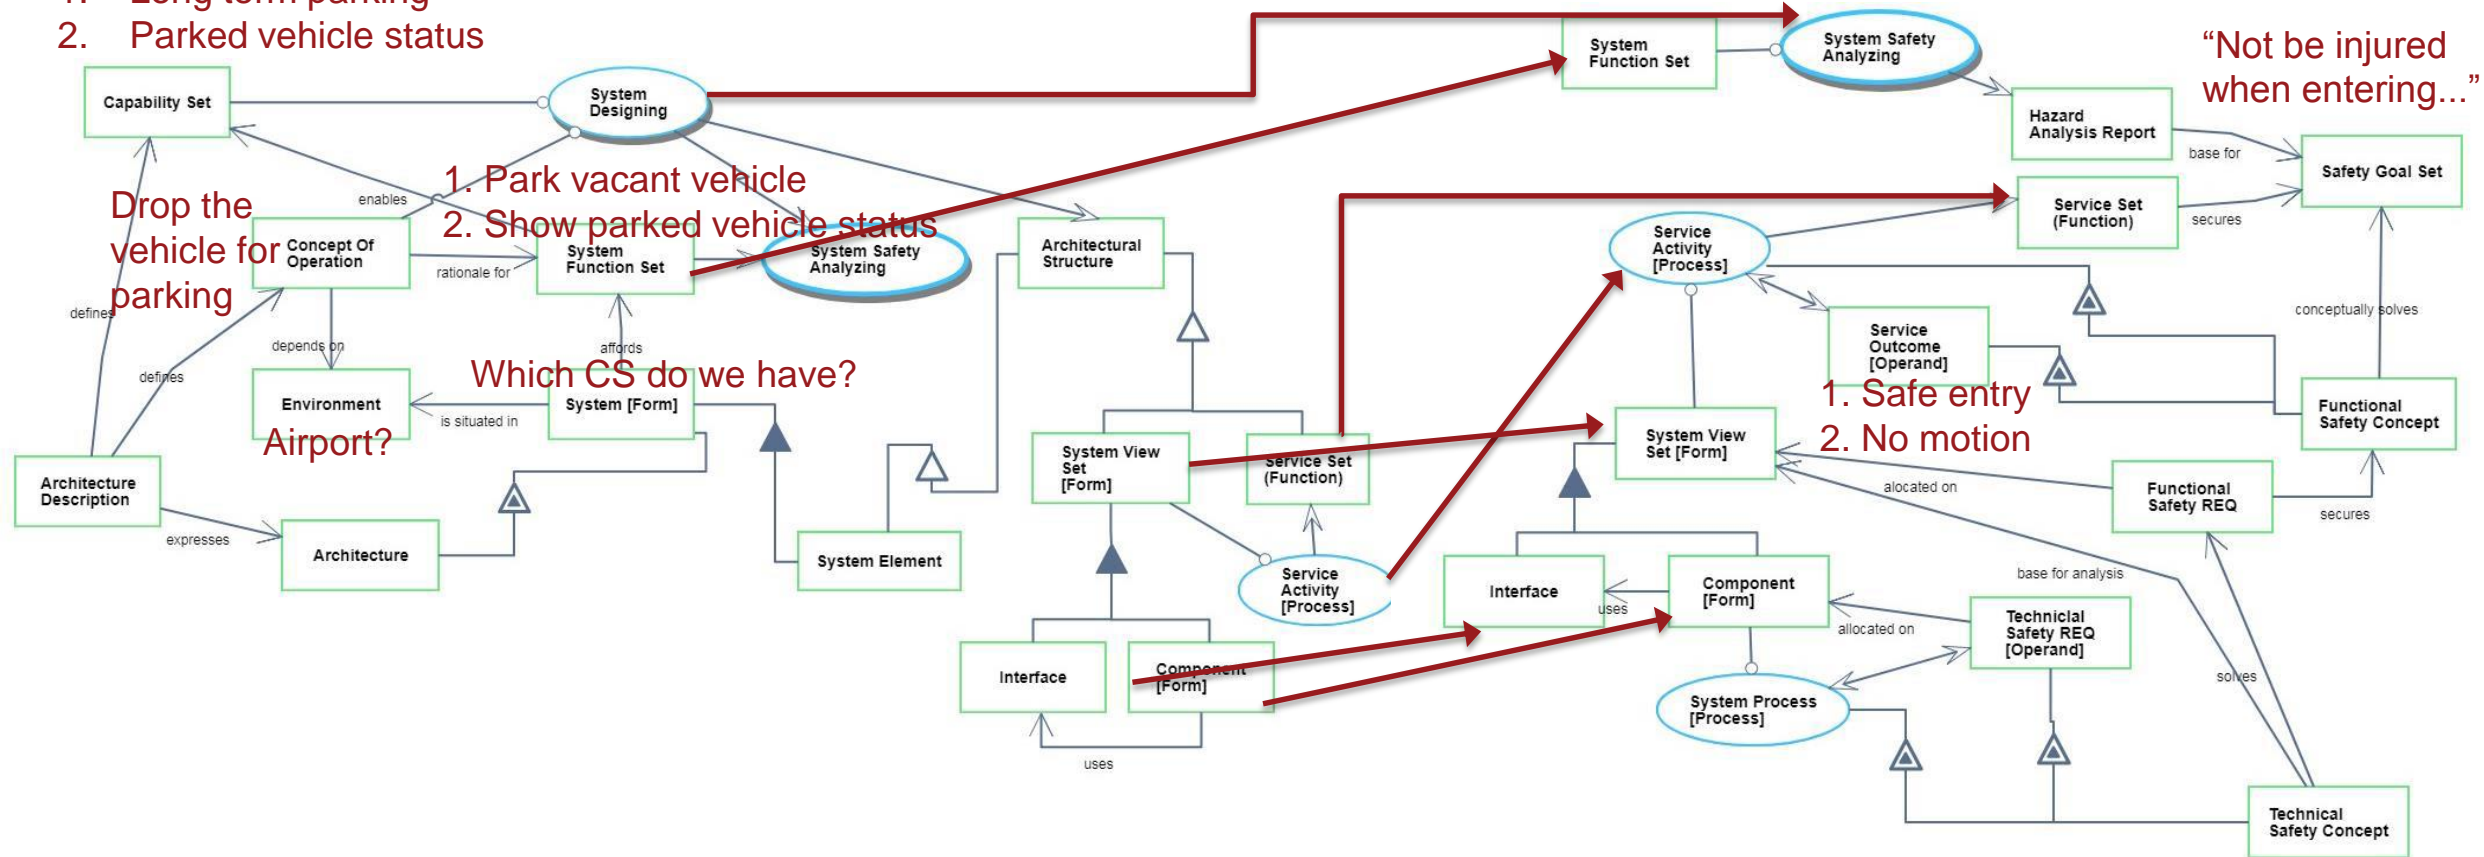 1. Long term parking
2. Parked vehicle status
Capability Set
System
Designing
System
Function Set
System Safety
Analyzing
“Not be injured
when entering...”
Hazard
Analysis Report
base for
Safety Goal Set
enables
1. Park vacant vehicle
2. Show parked vehicle status
Drop the
vehicle for
parking
Concept Of
Operation
rationale for
System
Function Set
System Safety
Analyzing
Architectural
Structure
Service
Activity
[Process]
Service Set
(Function)
secures
defines
defines
depends on
affords
Service
Outcome
[Operand]
conceptually solves
Which CS do we have?
Environment
is situated in
System [Form]
Airport?
1. Safe entry
2. No motion
Functional
Safety Concept
System View
Set
[Form]
Service Set
(Function)
System View
Set [Form]
alocated on
Functional
Safety REQ
secures
Architecture
Description
expresses
Architecture
System Element
Service
Activity
[Process]
Interface
uses
Component
[Form]
base for analysis
allocated on
Techniclal
Safety REQ
[Operand]
Interface
Component
[Form]
uses
System Process
[Process]
solves
Technical
Safety Concept